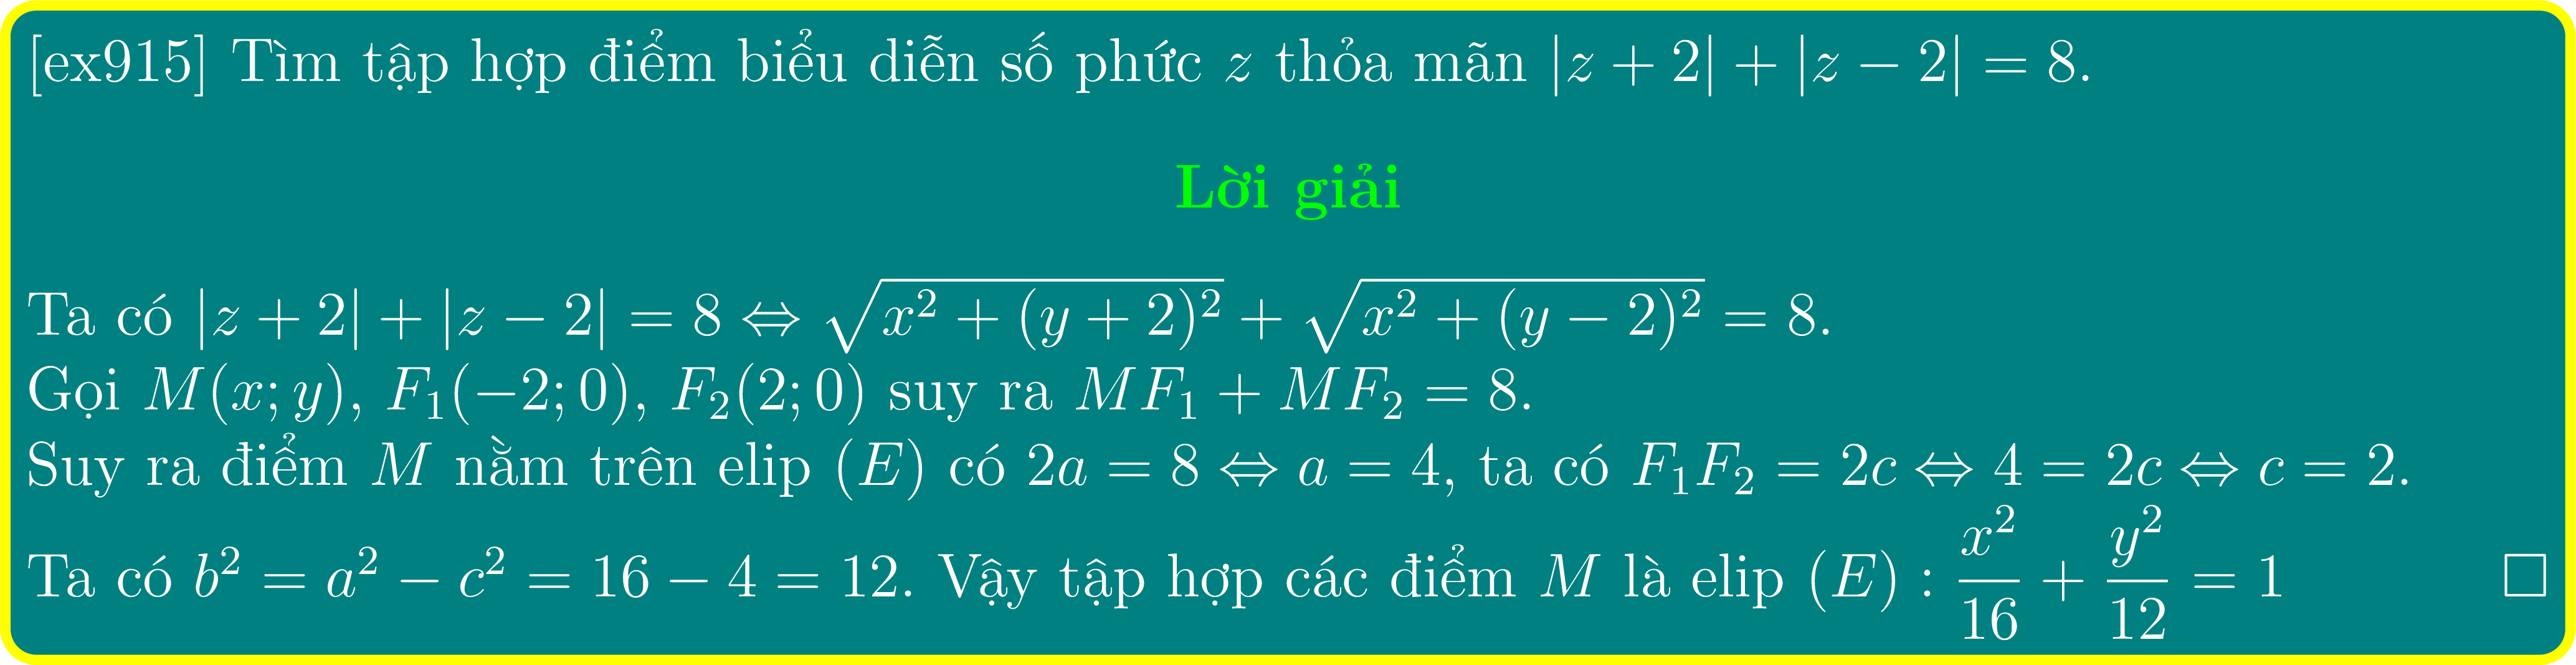 [ex915] Tìm tập hợp điểm biểu diễn số phức z thỏa mãn |z + 2| + |z − 2| = 8.
Lời giải
Ta có |z + 2| + |z − 2| = 8 ⇔ √(x² + (y + 2)²) + √(x² + (y − 2)²) = 8.
Gọi M(x; y), F₁(−2; 0), F₂(2; 0) suy ra MF₁ + MF₂ = 8.
Suy ra điểm M nằm trên elip (E) có 2a = 8 ⇔ a = 4, ta có F₁F₂ = 2c ⇔ 4 = 2c ⇔ c = 2.
Ta có b² = a² − c² = 16 − 4 = 12. Vậy tập hợp các điểm M là elip (E) : x²/16 + y²/12 = 1 □